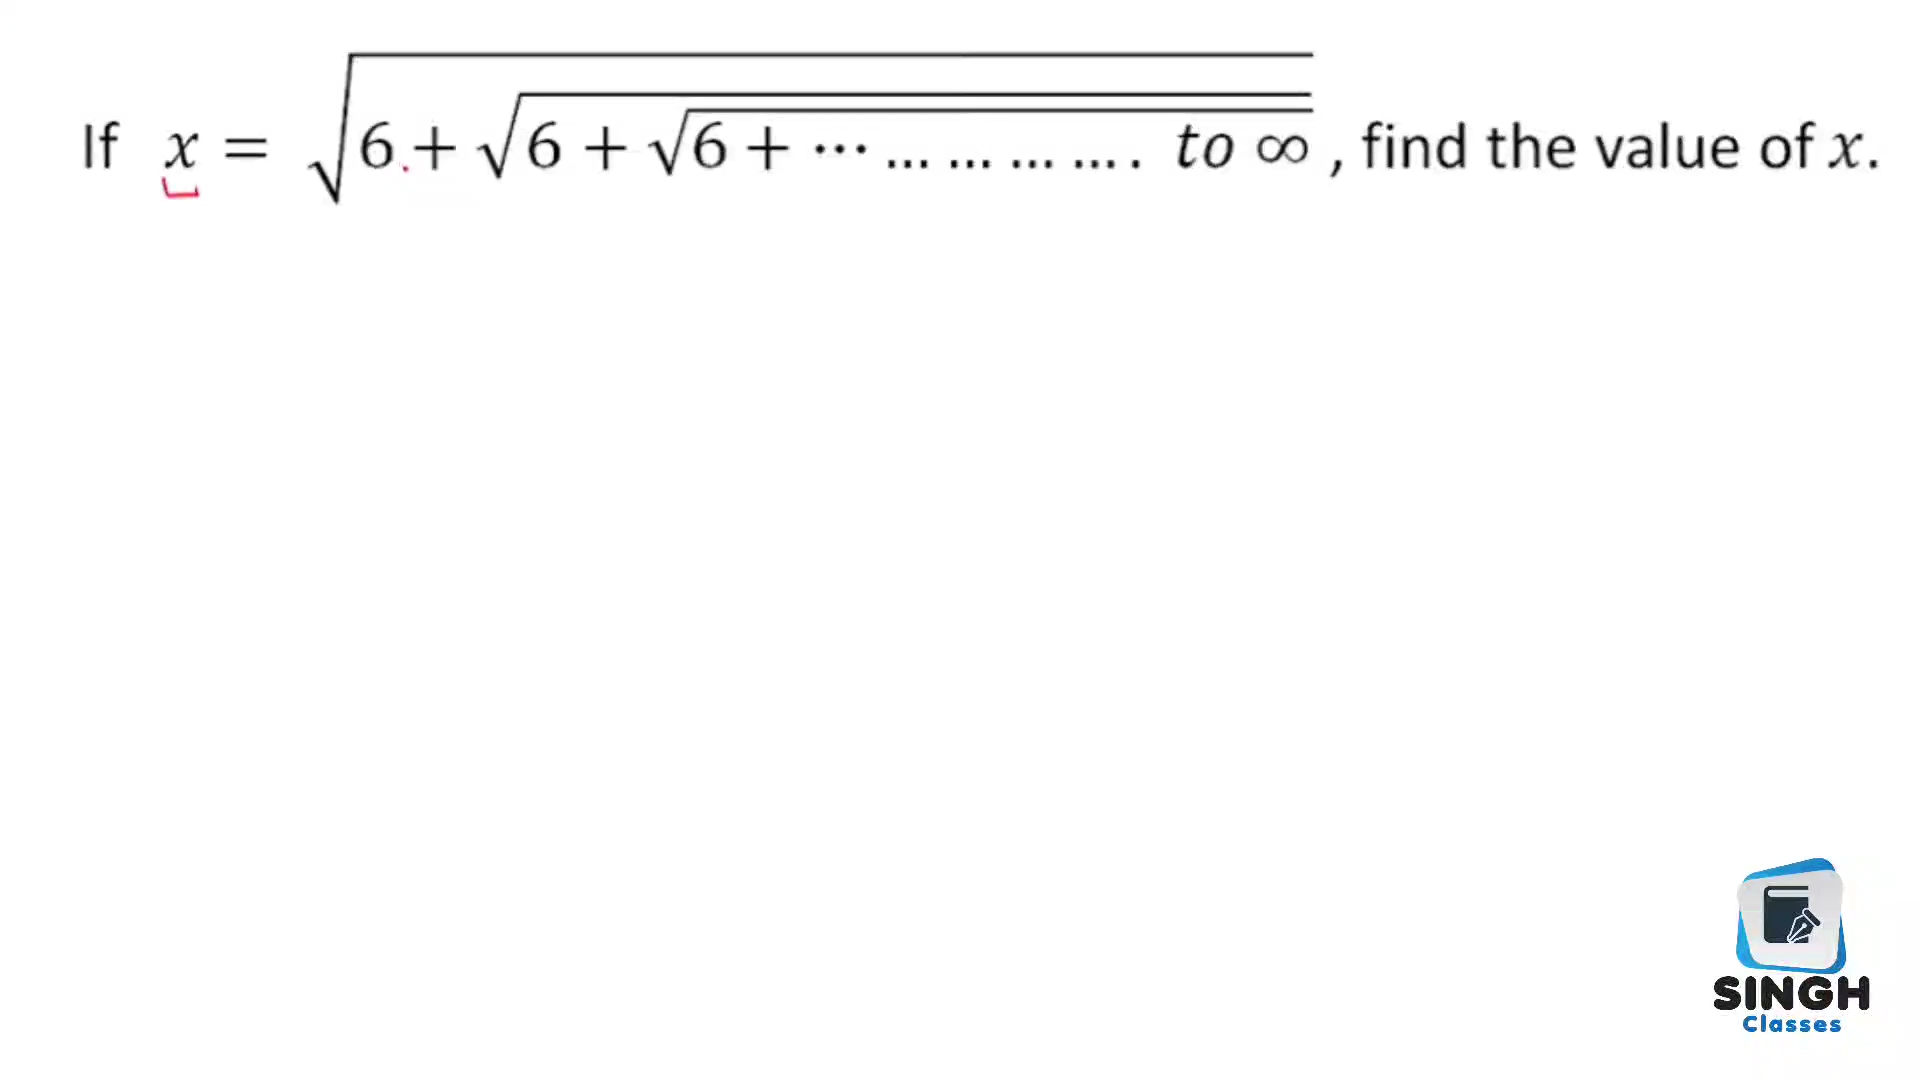 If x = √(6 + √(6 + √(6 + ⋯ ... ... ... .... to ∞ , find the value of x.
SINGH
Classes